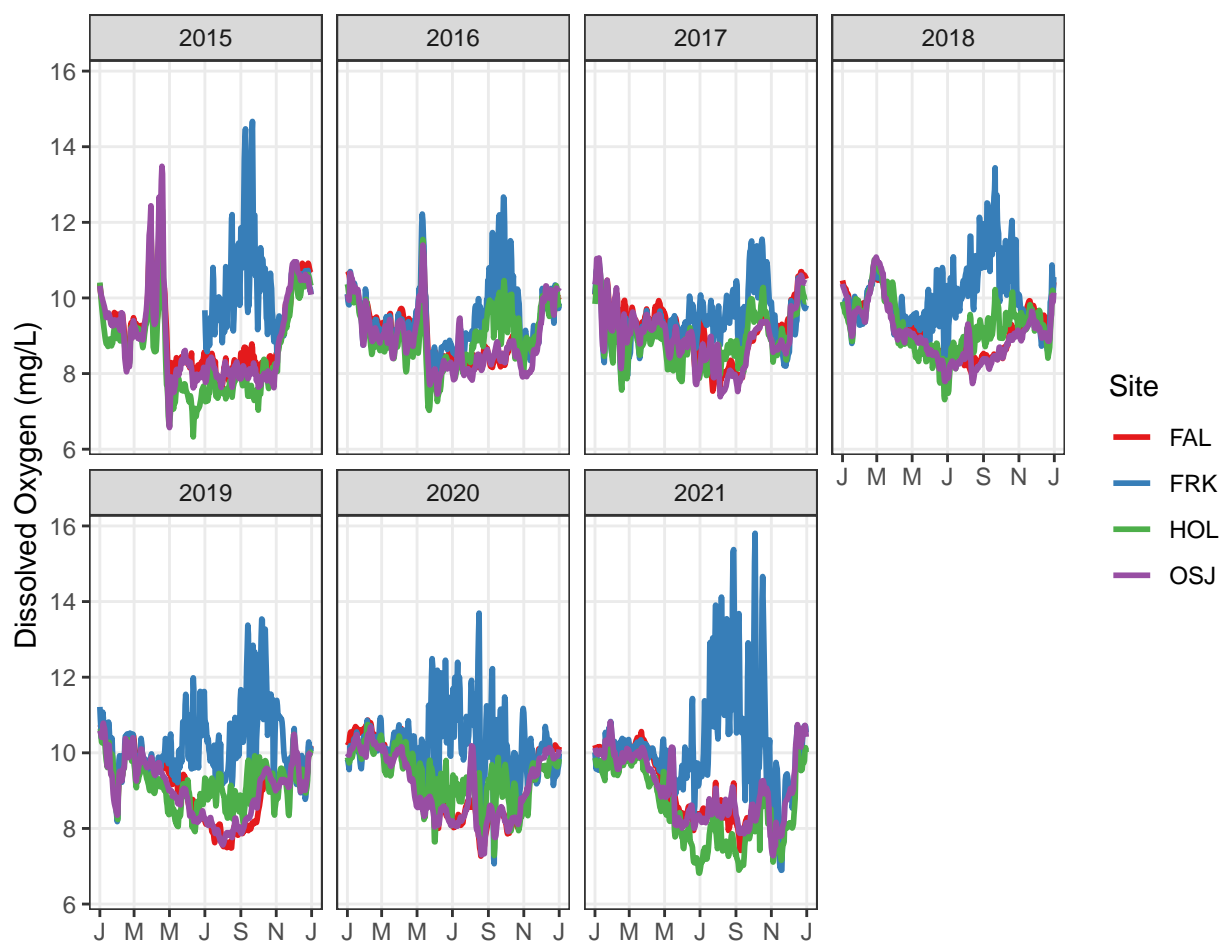 2015 2016 2017 2018
16
14
12
10
8
6
J M M J S N J
2019 2020 2021
16
14
12
10
8
6
J M M J S N J J M M J S N J J M M J S N J
Dissolved Oxygen (mg/L)
Site
FAL
FRK
HOL
OSJ